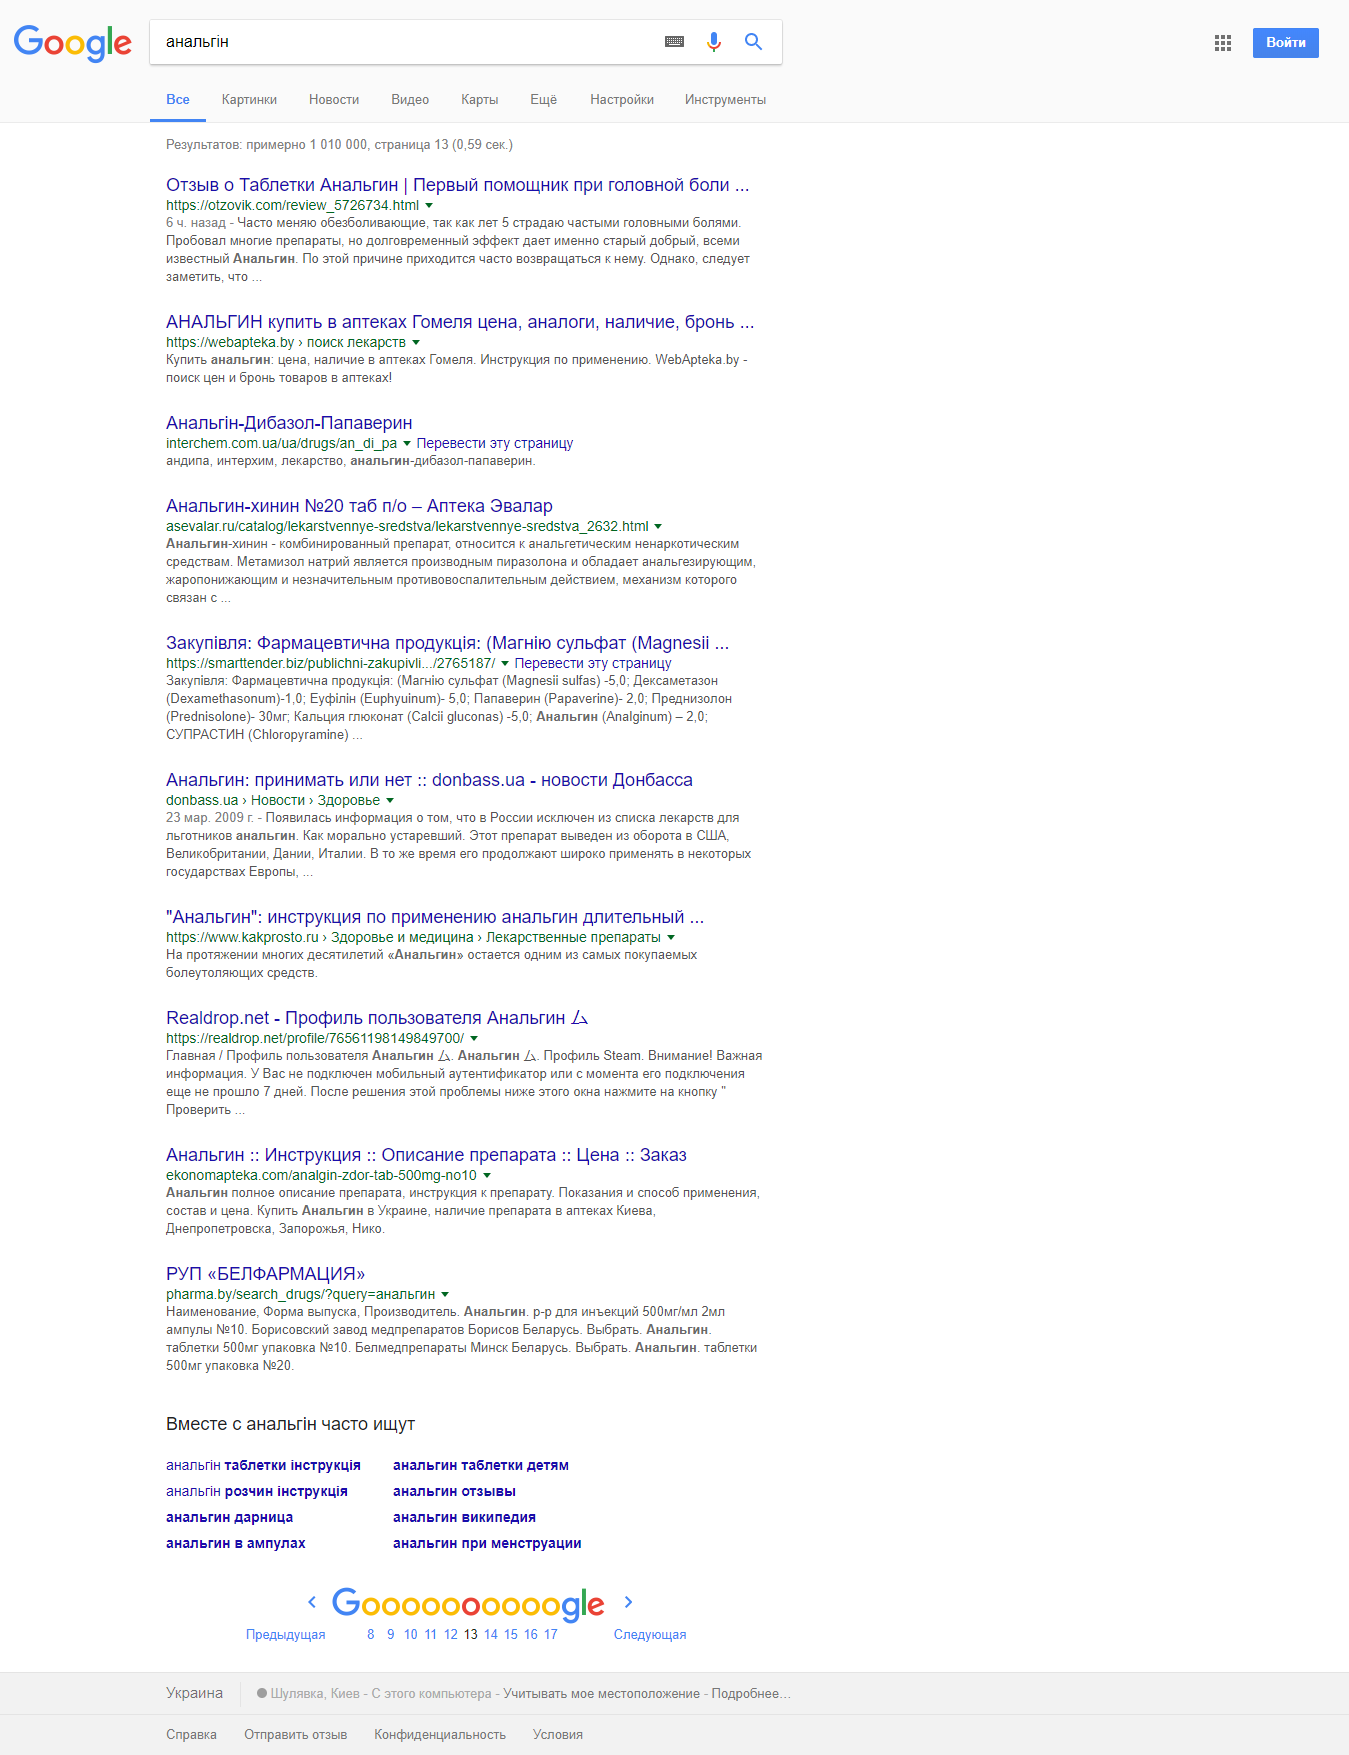 Google
анальгін
Войти
Все Картинки Новости Видео Карты Ещё Настройки Инструменты
Результатов: примерно 1 010 000, страница 13 (0,59 сек.)
Отзыв о Таблетки Анальгин | Первый помощник при головной боли ...
https://otzovik.com/review_5726734.html
6 ч. назад - Часто меняю обезболивающие, так как лет 5 страдаю частыми головными болями.
Пробовал многие препараты, но долговременный эффект дает именно старый добрый, всеми
известный Анальгин. По этой причине приходится часто возвращаться к нему. Однако, следует
заметить, что ...
АНАЛЬГИН купить в аптеках Гомеля цена, аналоги, наличие, бронь ...
https://webapteka.by › поиск лекарств
Купить анальгин: цена, наличие в аптеках Гомеля. Инструкция по применению. WebApteka.by -
поиск цен и бронь товаров в аптеках!
Анальгін-Дибазол-Папаверин
interchem.com.ua/ua/drugs/an_di_pa Перевести эту страницу
андипа, интерхим, лекарство, анальгин-дибазол-папаверин.
Анальгин-хинин №20 таб п/о – Аптека Эвалар
asevalar.ru/catalog/lekarstvennye-sredstva/lekarstvennye-sredstva_2632.html
Анальгин-хинин - комбинированный препарат, относится к анальгетическим ненаркотическим
средствам. Метамизол натрий является производным пиразолона и обладает анальгезирующим,
жаропонижающим и незначительным противовоспалительным действием, механизм которого
связан с ...
Закупівля: Фармацевтична продукція: (Магнію сульфат (Magnesii ...
https://smarttender.biz/publichni-zakupivli.../2765187/ Перевести эту страницу
Закупівля: Фармацевтична продукція: (Магнію сульфат (Magnesii sulfas) -5,0; Дексаметазон
(Dexamethasonum)-1,0; Еуфілін (Euphyuinum)- 5,0; Папаверин (Papaverine)- 2,0; Преднизолон
(Prednisolone)- 30мг; Кальция глюконат (Calcii gluconas) -5,0; Анальгин (Analginum) – 2,0;
СУПРАСТИН (Chloropyramine) ...
Анальгин: принимать или нет :: donbass.ua - новости Донбасса
donbass.ua › Новости › Здоровье
23 мар. 2009 г. - Появилась информация о том, что в России исключен из списка лекарств для
льготников анальгин. Как морально устаревший. Этот препарат выведен из оборота в США,
Великобритании, Дании, Италии. В то же время его продолжают широко применять в некоторых
государствах Европы, ...
"Анальгин": инструкция по применению анальгин длительный ...
https://www.kakprosto.ru › Здоровье и медицина › Лекарственные препараты
На протяжении многих десятилетий «Анальгин» остается одним из самых покупаемых
болеутоляющих средств.
Realdrop.net - Профиль пользователя Анальгин ム
https://realdrop.net/profile/76561198149849700/
Главная / Профиль пользователя Анальгин ム. Анальгин ム. Профиль Steam. Внимание! Важная
информация. У Вас не подключен мобильный аутентификатор или с момента его подключения
еще не прошло 7 дней. После решения этой проблемы ниже этого окна нажмите на кнопку "
Проверить ...
Анальгин :: Инструкция :: Описание препарата :: Цена :: Заказ
ekonomapteka.com/analgin-zdor-tab-500mg-no10
Анальгин полное описание препарата, инструкция к препарату. Показания и способ применения,
состав и цена. Купить Анальгин в Украине, наличие препарата в аптеках Киева,
Днепропетровска, Запорожья, Нико.
РУП «БЕЛФАРМАЦИЯ»
pharma.by/search_drugs/?query=анальгин
Наименование, Форма выпуска, Производитель. Анальгин. р-р для инъекций 500мг/мл 2мл
ампулы №10. Борисовский завод медпрепаратов Борисов Беларусь. Выбрать. Анальгин.
таблетки 500мг упаковка №10. Белмедпрепараты Минск Беларусь. Выбрать. Анальгин. таблетки
500мг упаковка №20.
Вместе с анальгін часто ищут
анальгін таблетки інструкція анальгин таблетки детям
анальгін розчин інструкція анальгин отзывы
анальгин дарница анальгин википедия
анальгин в ампулах анальгин при менструации
Goooooooooogle
Предыдущая 8 9 10 11 12 13 14 15 16 17 Следующая
Украина Шулявка, Киев - С этого компьютера - Учитывать мое местоположение - Подробнее…
Справка Отправить отзыв Конфиденциальность Условия